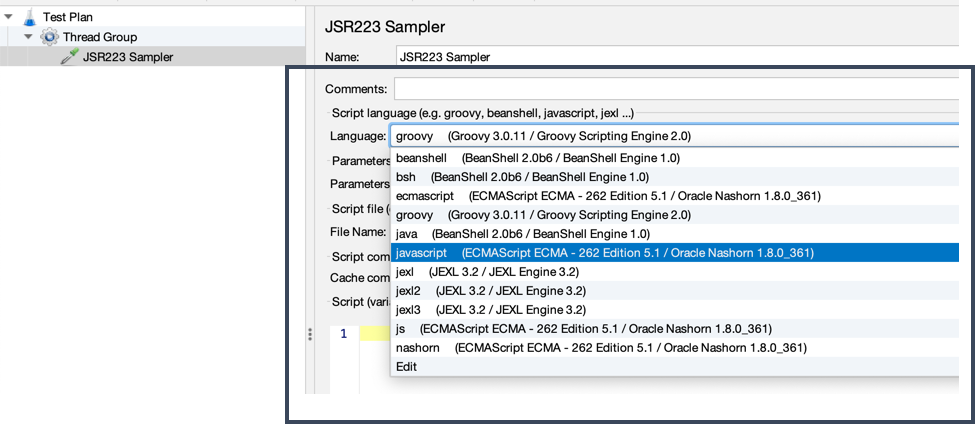 Test Plan
Thread Group
JSR223 Sampler
JSR223 Sampler
Name: JSR223 Sampler
Comments:
Script language (e.g. groovy, beanshell, javascript, jexl ...)
Language: groovy (Groovy 3.0.11 / Groovy Scripting Engine 2.0)
beanshell (BeanShell 2.0b6 / BeanShell Engine 1.0)
Parameters
bsh (BeanShell 2.0b6 / BeanShell Engine 1.0)
Parameters
ecmascript (ECMAScript ECMA - 262 Edition 5.1 / Oracle Nashorn 1.8.0_361)
Script file (
groovy (Groovy 3.0.11 / Groovy Scripting Engine 2.0)
File Name:
java (BeanShell 2.0b6 / BeanShell Engine 1.0)
Script com
javascript (ECMAScript ECMA - 262 Edition 5.1 / Oracle Nashorn 1.8.0_361)
Cache com
jexl (JEXL 3.2 / JEXL Engine 3.2)
jexl2 (JEXL 3.2 / JEXL Engine 3.2)
Script (varia
jexl3 (JEXL 3.2 / JEXL Engine 3.2)
1
js (ECMAScript ECMA - 262 Edition 5.1 / Oracle Nashorn 1.8.0_361)
nashorn (ECMAScript ECMA - 262 Edition 5.1 / Oracle Nashorn 1.8.0_361)
Edit